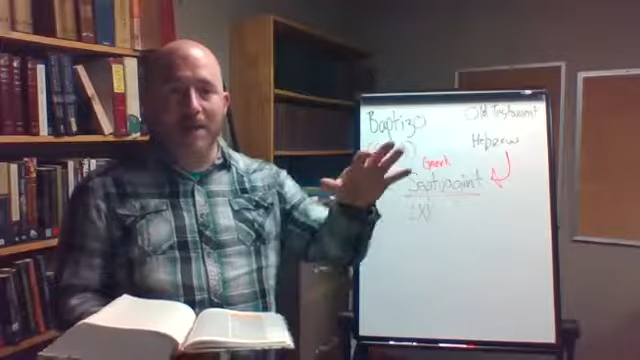 Baptizo
Old Testament
Hebrew
Greek
Septuagint
LXX